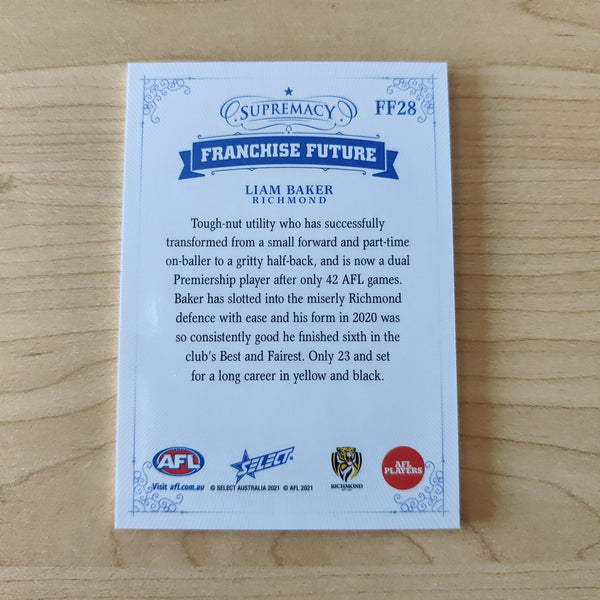 SUPREMACY
FF28
FRANCHISE FUTURE
LIAM BAKER
RICHMOND
Tough-nut utility who has successfully
transformed from a small forward and part-time
on-baller to a gritty half-back, and is now a dual
Premiership player after only 42 AFL games.
Baker has slotted into the miserly Richmond
defence with ease and his form in 2020 was
so consistently good he finished sixth in the
club's Best and Fairest. Only 23 and set
for a long career in yellow and black.
AFL
SELECT
RICHMOND
AFL
PLAYERS
Visit afl.com.au © SELECT AUSTRALIA 2021 © AFL 2021